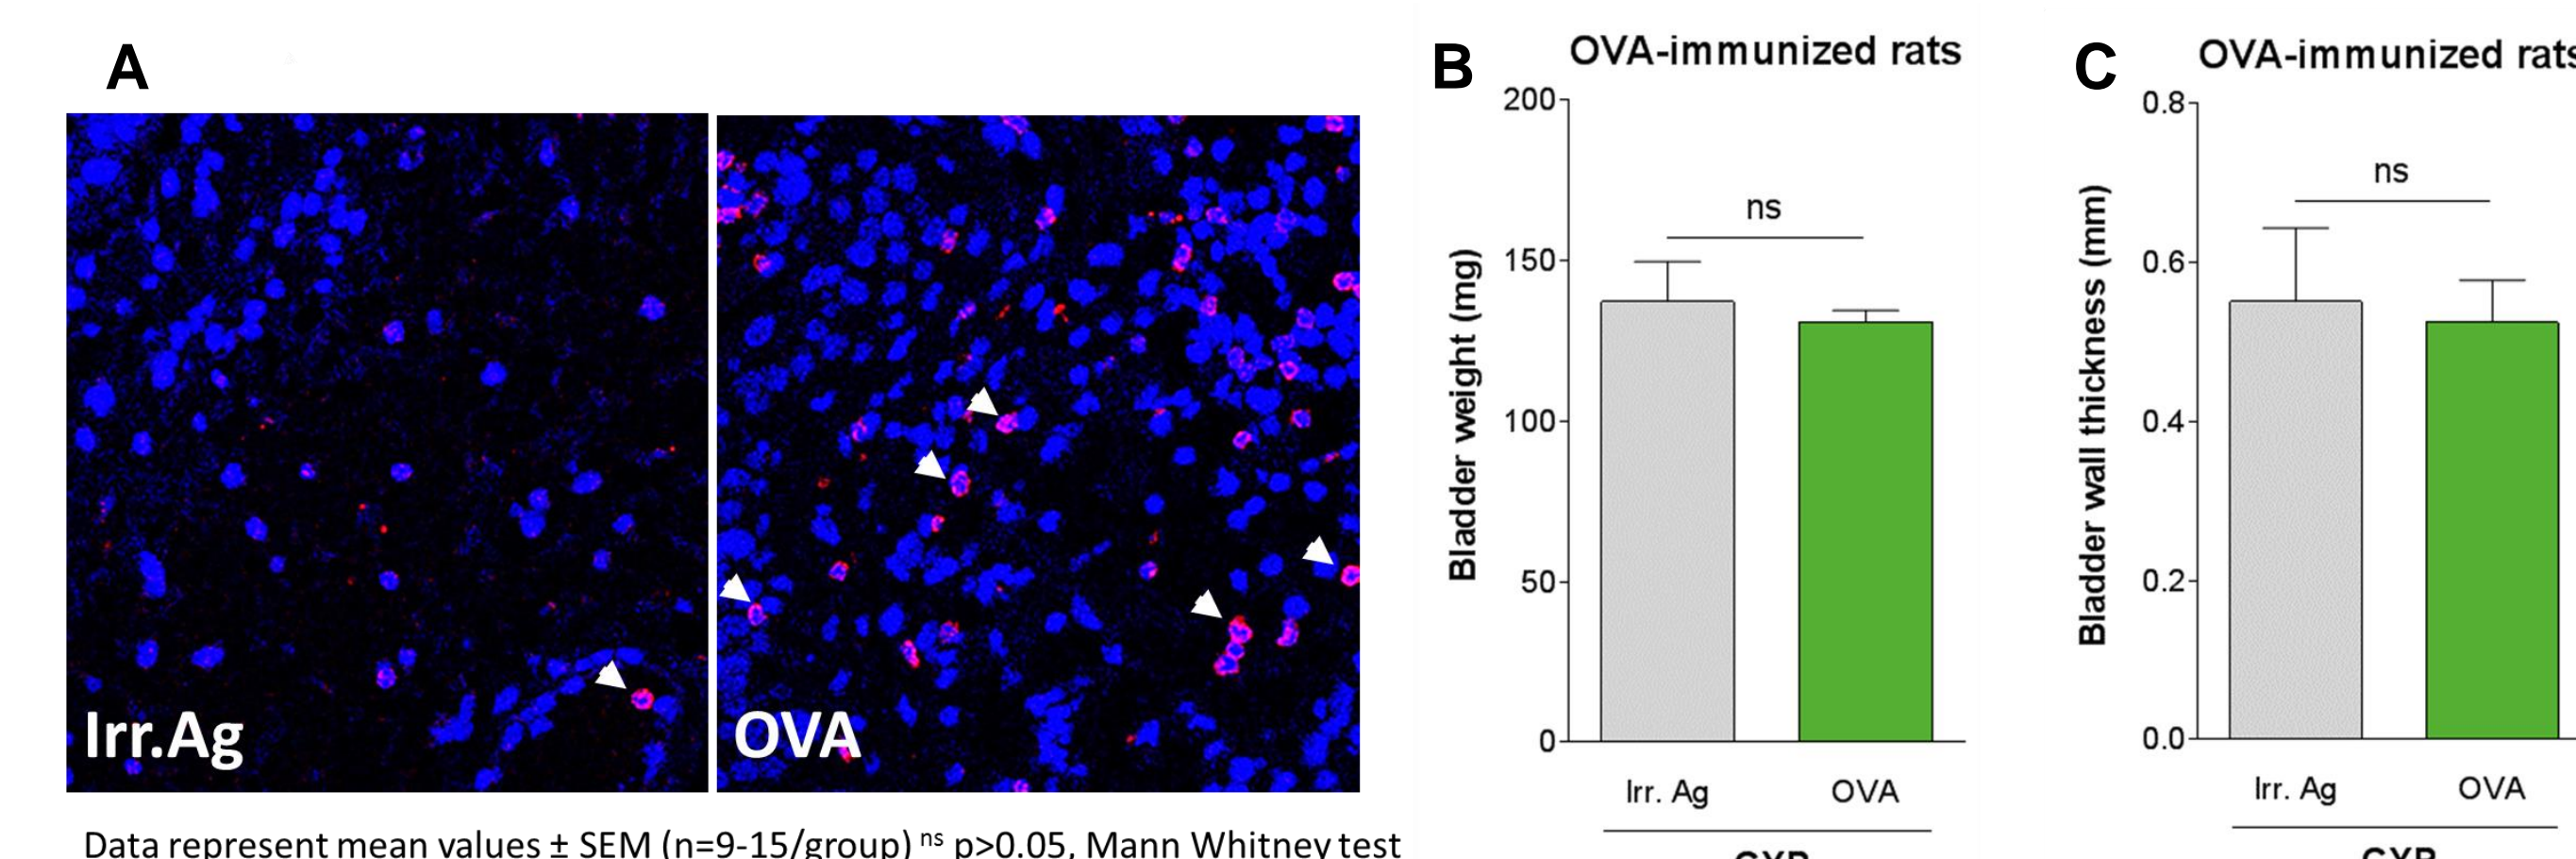 A
Irr.Ag
OVA
Data represent mean values ± SEM (n=9-15/group) ns p>0.05, Mann Whitney test
B
OVA-immunized rats
Bladder weight (mg)
200
150
100
50
0
ns
Irr. Ag
OVA
CYP
C
OVA-immunized rats
Bladder wall thickness (mm)
0.8
0.6
0.4
0.2
0.0
ns
Irr. Ag
OVA
CYP